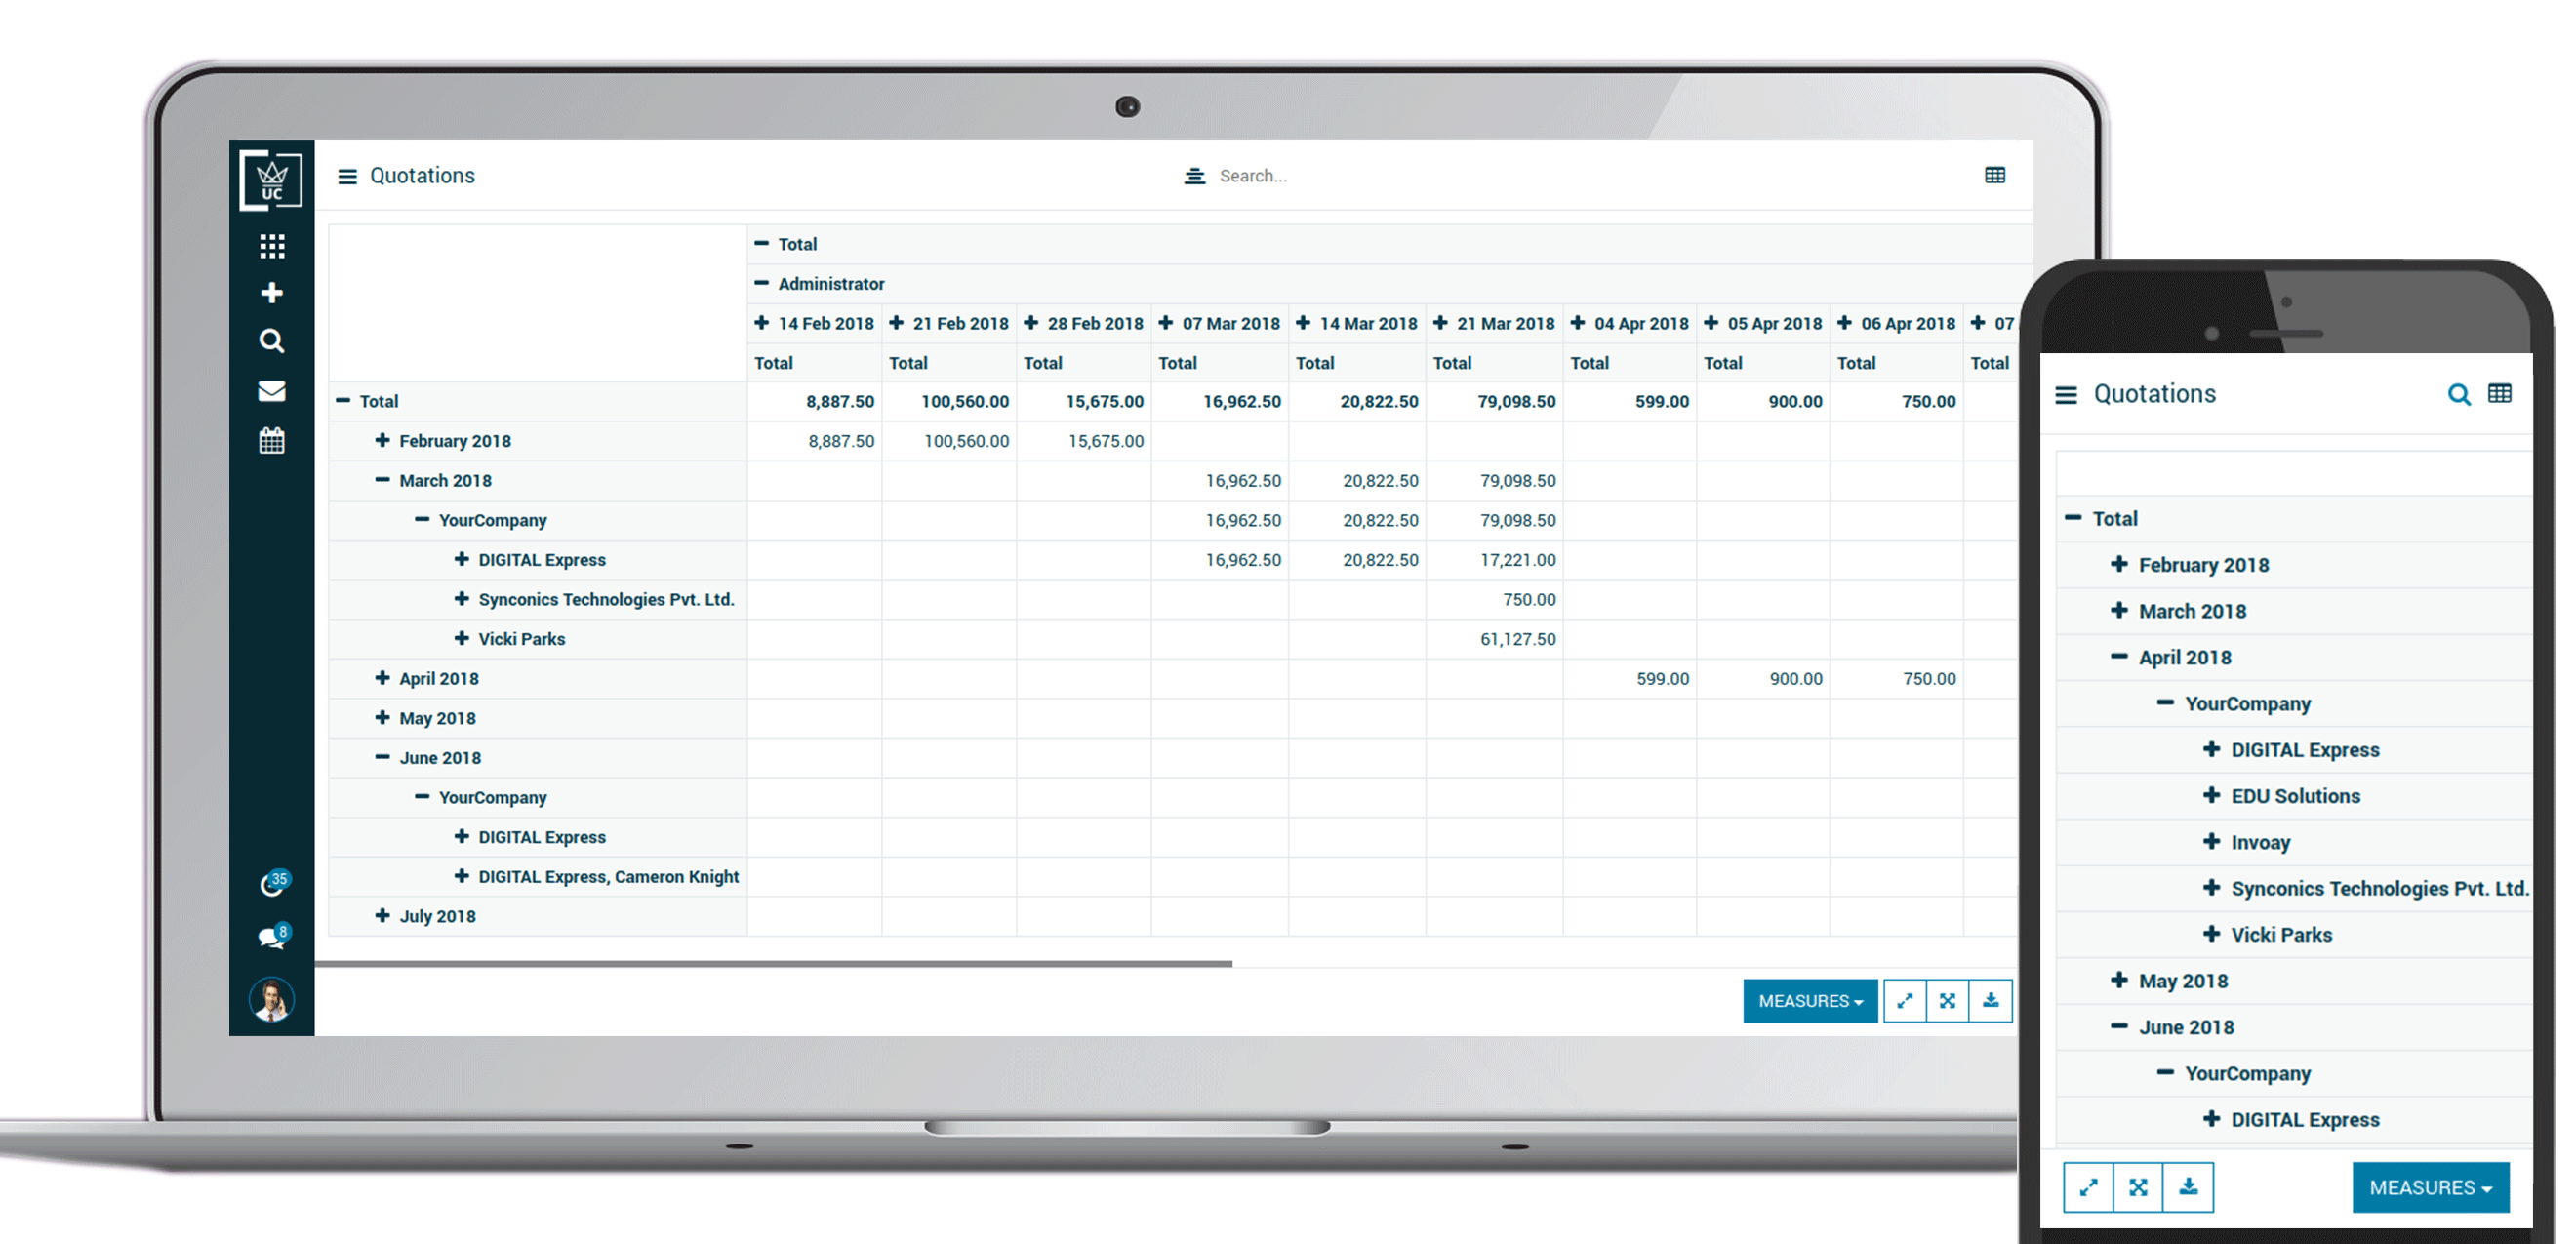 UC
Quotations
Search...
Total
Administrator
14 Feb 2018 21 Feb 2018 28 Feb 2018 07 Mar 2018 14 Mar 2018 21 Mar 2018 04 Apr 2018 05 Apr 2018 06 Apr 2018 07
Total Total Total Total Total Total Total Total Total Total
Total 8,887.50 100,560.00 15,675.00 16,962.50 20,822.50 79,098.50 599.00 900.00 750.00
February 2018 8,887.50 100,560.00 15,675.00
March 2018 16,962.50 20,822.50 79,098.50
YourCompany 16,962.50 20,822.50 79,098.50
DIGITAL Express 16,962.50 20,822.50 17,221.00
Synconics Technologies Pvt. Ltd. 750.00
Vicki Parks 61,127.50
April 2018 599.00 900.00 750.00
May 2018
June 2018
YourCompany
DIGITAL Express
DIGITAL Express, Cameron Knight
July 2018
35
8
MEASURES
Quotations
Total
February 2018
March 2018
April 2018
YourCompany
DIGITAL Express
EDU Solutions
Invoay
Synconics Technologies Pvt. Ltd.
Vicki Parks
May 2018
June 2018
YourCompany
DIGITAL Express
MEASURES